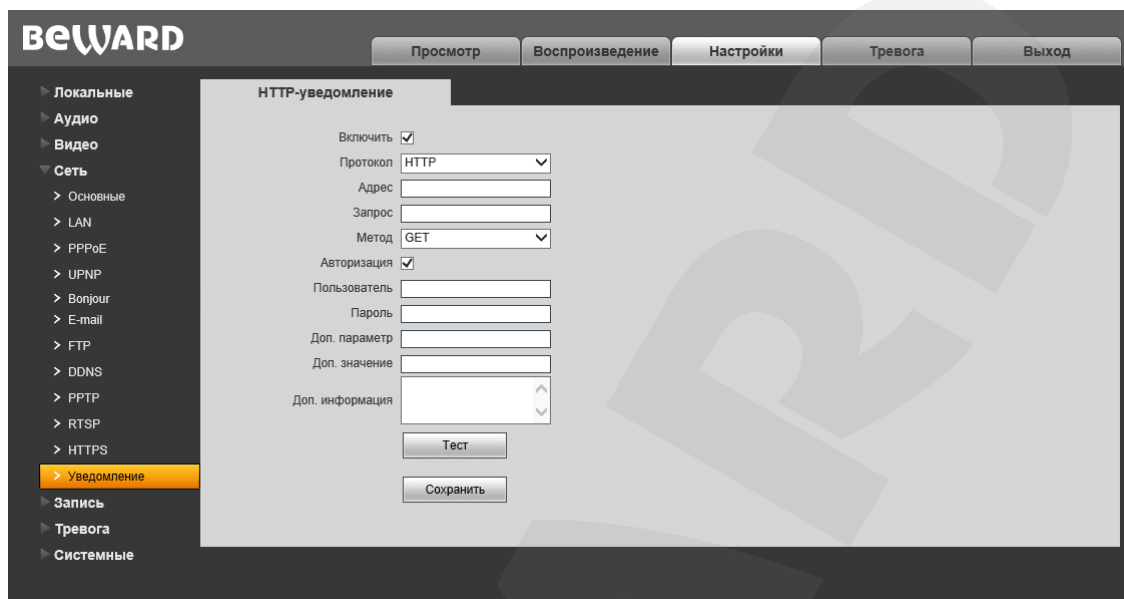 BEWARD
Просмотр Воспроизведение Настройки Тревога Выход
Локальные
Аудио
Видео
Сеть
> Основные
> LAN
> PPPoE
> UPNP
> Bonjour
> E-mail
> FTP
> DDNS
> PPTP
> RTSP
> HTTPS
> Уведомление
Запись
Тревога
Системные
HTTP-уведомление
Включить
Протокол HTTP
Адрес
Запрос
Метод GET
Авторизация
Пользователь
Пароль
Доп. параметр
Доп. значение
Доп. информация
Тест
Сохранить